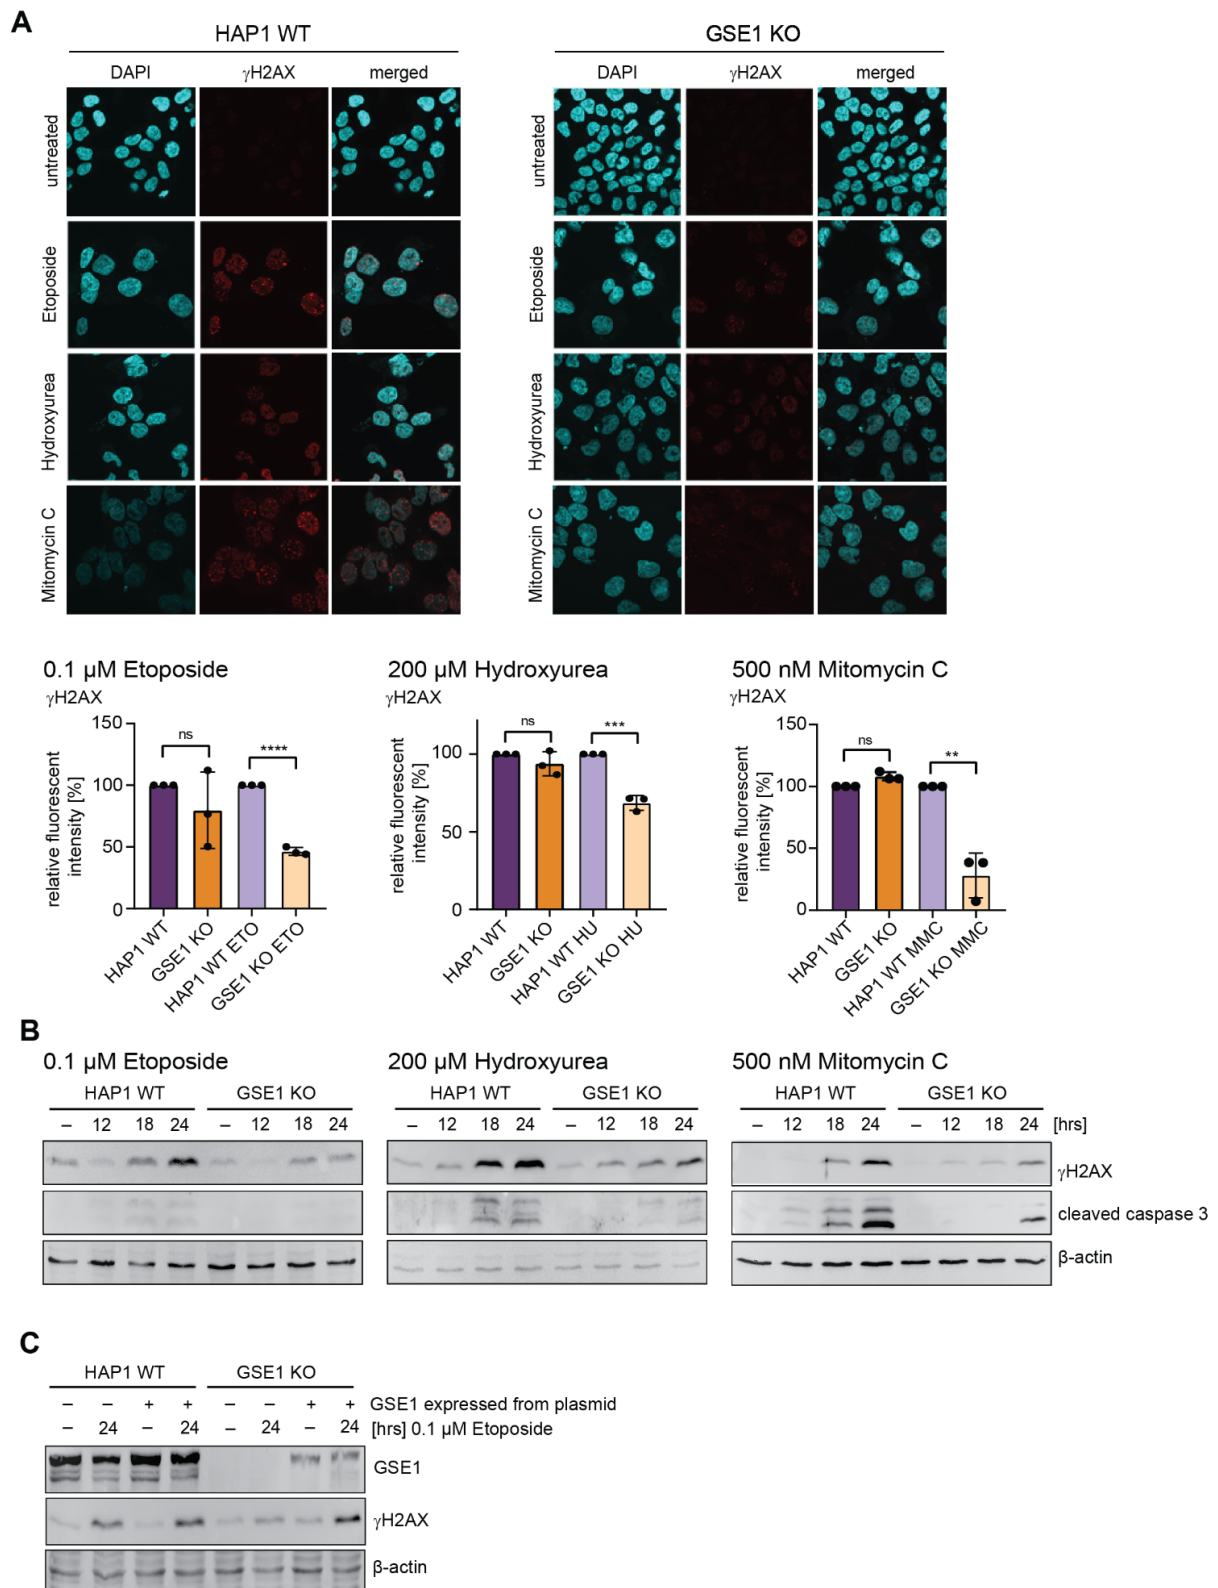 A
HAP1 WT
GSE1 KO
DAPI γH2AX merged
DAPI γH2AX merged
untreated
untreated
Etoposide
Etoposide
Hydroxyurea
Hydroxyurea
Mitomycin C
Mitomycin C
0.1 µM Etoposide
γH2AX
relative fluorescent
intensity [%]
150
100
50
0
ns
****
HAP1 WT
GSE1 KO
HAP1 WT ETO
GSE1 KO ETO
200 µM Hydroxyurea
γH2AX
relative fluorescent
intensity [%]
100
50
0
ns
***
HAP1 WT
GSE1 KO
HAP1 WT HU
GSE1 KO HU
500 nM Mitomycin C
γH2AX
relative fluorescent
intensity [%]
150
100
50
0
ns
**
HAP1 WT
GSE1 KO
HAP1 WT MMC
GSE1 KO MMC
B
0.1 µM Etoposide
HAP1 WT GSE1 KO
– 12 18 24 – 12 18 24
200 µM Hydroxyurea
HAP1 WT GSE1 KO
– 12 18 24 – 12 18 24
500 nM Mitomycin C
HAP1 WT GSE1 KO
– 12 18 24 – 12 18 24 [hrs]
γH2AX
cleaved caspase 3
β-actin
C
HAP1 WT GSE1 KO
– – + + – – + + GSE1 expressed from plasmid
– 24 – 24 – 24 – 24 [hrs] 0.1 µM Etoposide
GSE1
γH2AX
β-actin